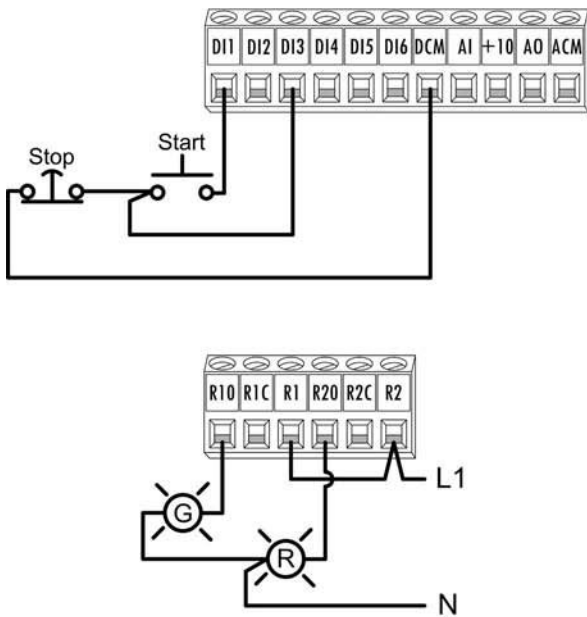 DI1 DI2 DI3 DI4 DI5 DI6 DCM AI +10 AO ACM
Start
Stop
R1O R1C R1 R2O R2C R2
L1
G
R
N